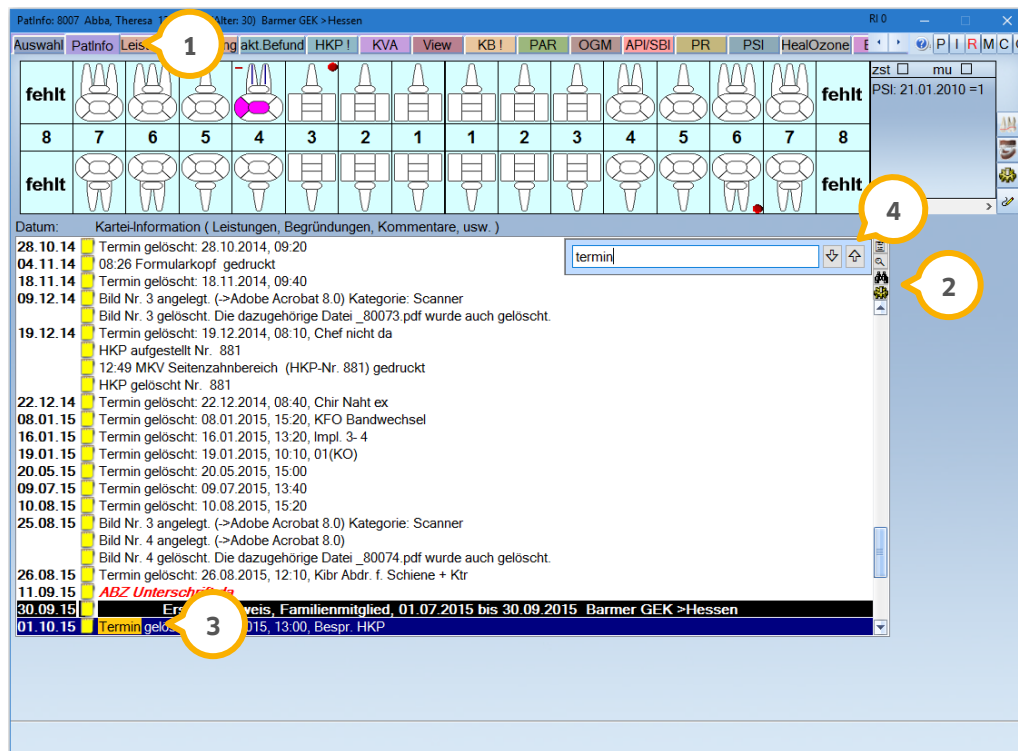 PatInfo: 8007 Abba, Theresa (Alter: 30) Barmer GEK >Hessen RI 0
Auswahl PatInfo Leis 1 ng akt.Befund HKP ! KVA View KB ! PAR OGM API/SBI PR PSI HealOzone P I R M C
zst mu
PSI: 21.01.2010 =1
fehlt fehlt
8 7 6 5 4 3 2 1 1 2 3 4 5 6 7 8
fehlt fehlt
4
Datum: Kartei-Information ( Leistungen, Begründungen, Kommentare, usw. )
termin
2
28.10.14 Termin gelöscht: 28.10.2014, 09:20
04.11.14 08:26 Formularkopf gedruckt
18.11.14 Termin gelöscht: 18.11.2014, 09:40
09.12.14 Bild Nr. 3 angelegt. (->Adobe Acrobat 8.0) Kategorie: Scanner
Bild Nr. 3 gelöscht. Die dazugehörige Datei _80073.pdf wurde auch gelöscht.
19.12.14 Termin gelöscht: 19.12.2014, 08:10, Chef nicht da
HKP aufgestellt Nr. 881
12:49 MKV Seitenzahnbereich (HKP-Nr. 881) gedruckt
HKP gelöscht Nr. 881
22.12.14 Termin gelöscht: 22.12.2014, 08:40, Chir Naht ex
08.01.15 Termin gelöscht: 08.01.2015, 15:20, KFO Bandwechsel
16.01.15 Termin gelöscht: 16.01.2015, 13:20, Impl. 3- 4
19.01.15 Termin gelöscht: 19.01.2015, 10:10, 01(KO)
20.05.15 Termin gelöscht: 20.05.2015, 15:00
09.07.15 Termin gelöscht: 09.07.2015, 13:40
10.08.15 Termin gelöscht: 10.08.2015, 15:20
25.08.15 Bild Nr. 3 angelegt. (->Adobe Acrobat 8.0) Kategorie: Scanner
Bild Nr. 4 angelegt. (->Adobe Acrobat 8.0)
Bild Nr. 4 gelöscht. Die dazugehörige Datei _80074.pdf wurde auch gelöscht.
26.08.15 Termin gelöscht: 26.08.2015, 12:10, Kibr Abdr. f. Schiene + Ktr
11.09.15 ABZ Unterschrift da
30.09.15 Ers weis, Familienmitglied, 01.07.2015 bis 30.09.2015 Barmer GEK >Hessen
01.10.15 Termin gelös 3 2015, 13:00, Bespr. HKP